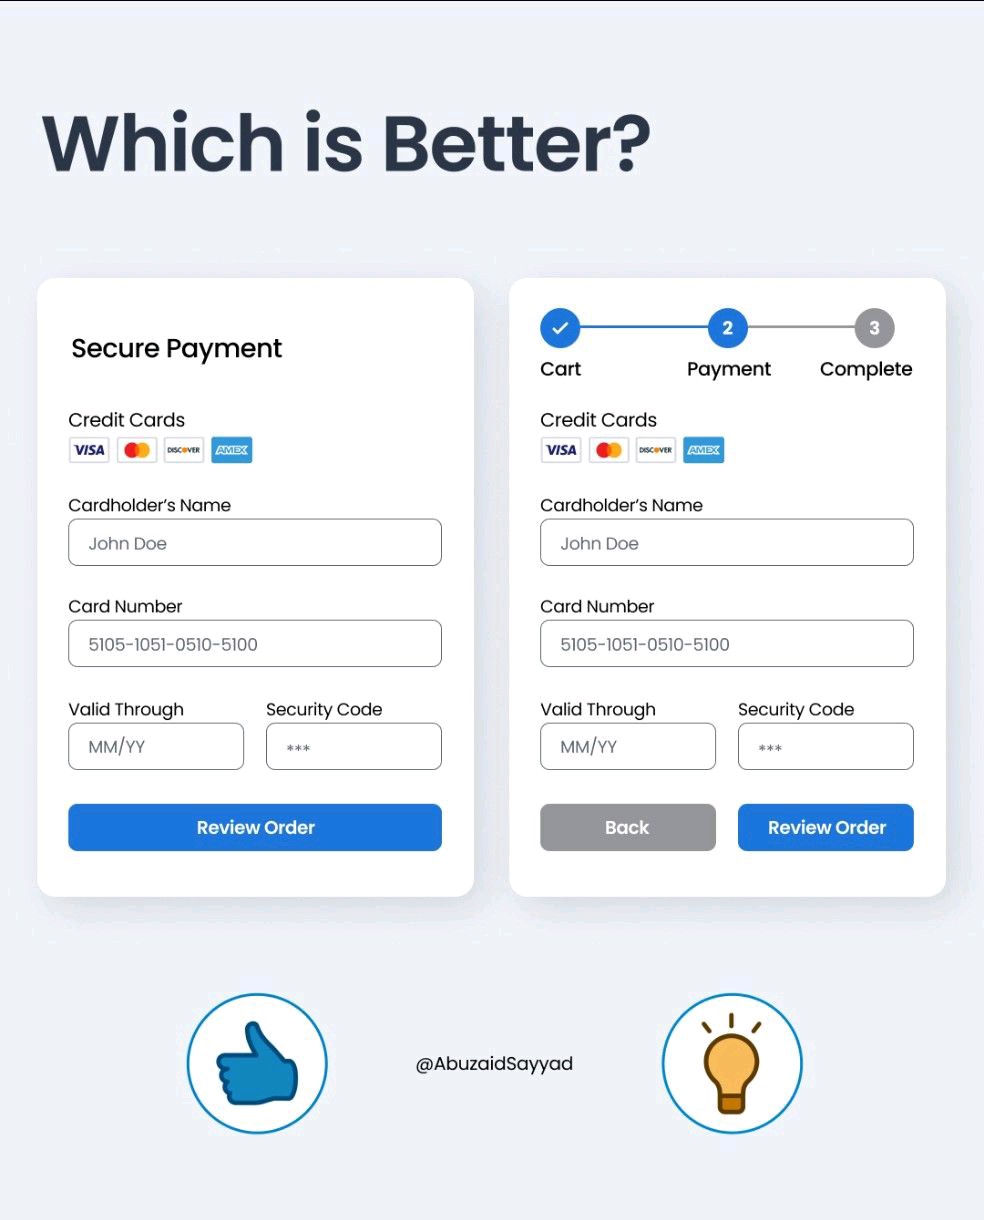 Which is Better?
Secure Payment
Credit Cards
VISA DISCOVER AMEX
Cardholder's Name
John Doe
Card Number
5105-1051-0510-5100
Valid Through Security Code
MM/YY ***
Review Order
2 3
Cart Payment Complete
Credit Cards
VISA DISCOVER AMEX
Cardholder's Name
John Doe
Card Number
5105-1051-0510-5100
Valid Through Security Code
MM/YY ***
Back Review Order
@AbuzaidSayyad